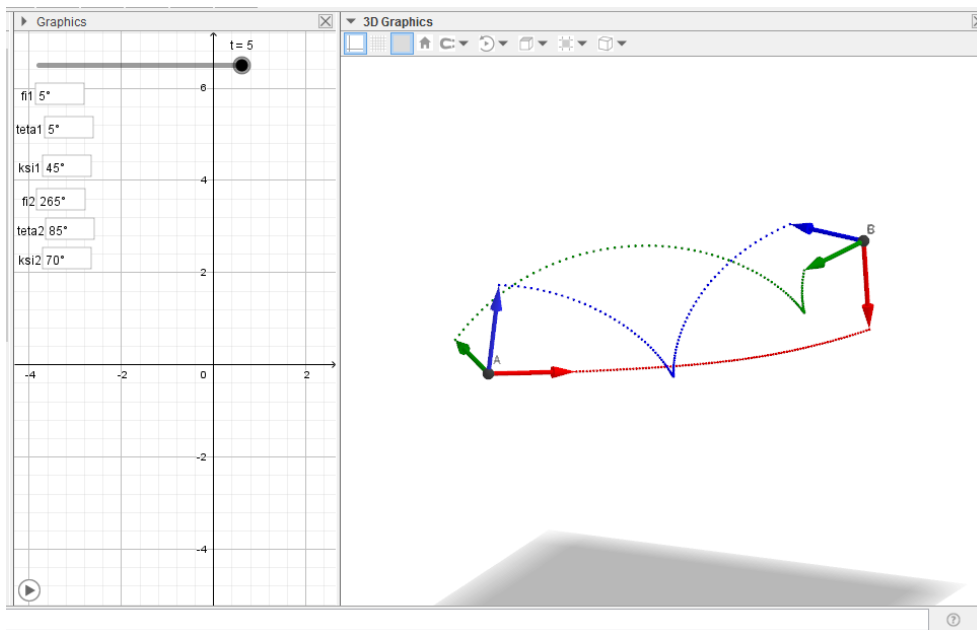 Graphics
3D Graphics
t = 5
fi1 5°
teta1 5°
ksi1 45°
fi2 265°
teta2 85°
ksi2 70°
6
4
2
-4 -2 0 2
-2
-4
A
B